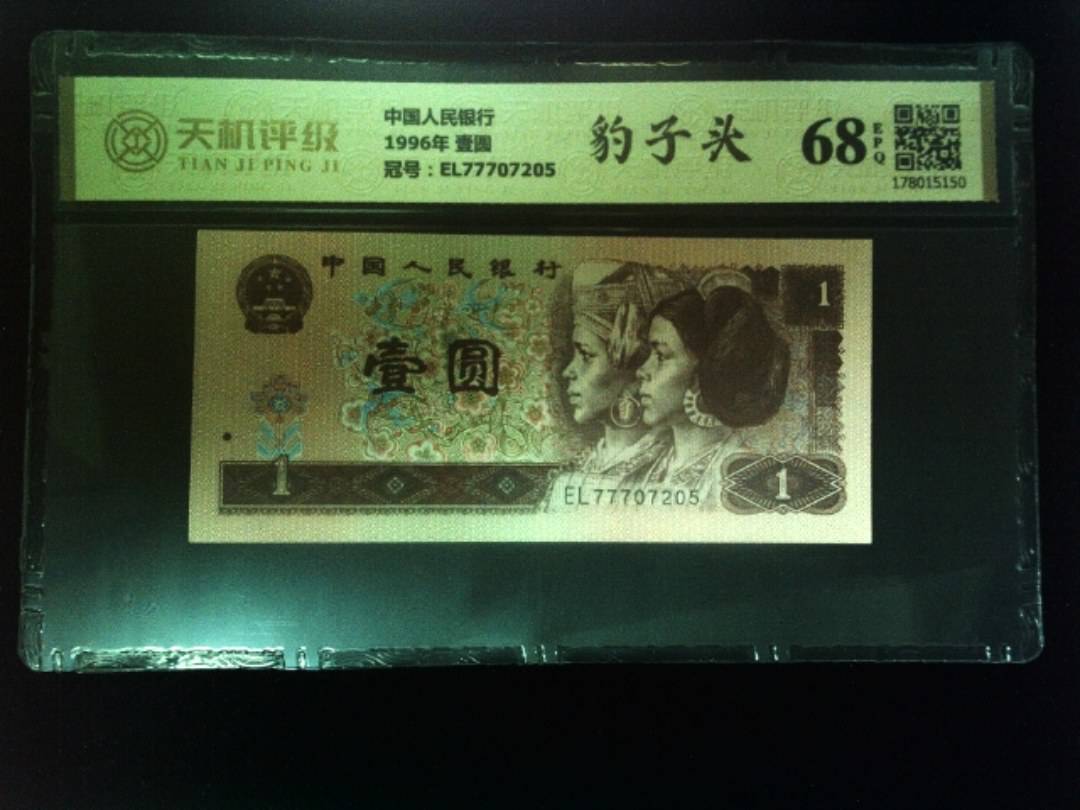 天机评级
TIAN JI PING JI
中国人民银行
1996年 壹圆
冠号：EL77707205
豹子头
68
EPQ
178015150
中国人民银行
1
壹圆
1
EL77707205
1